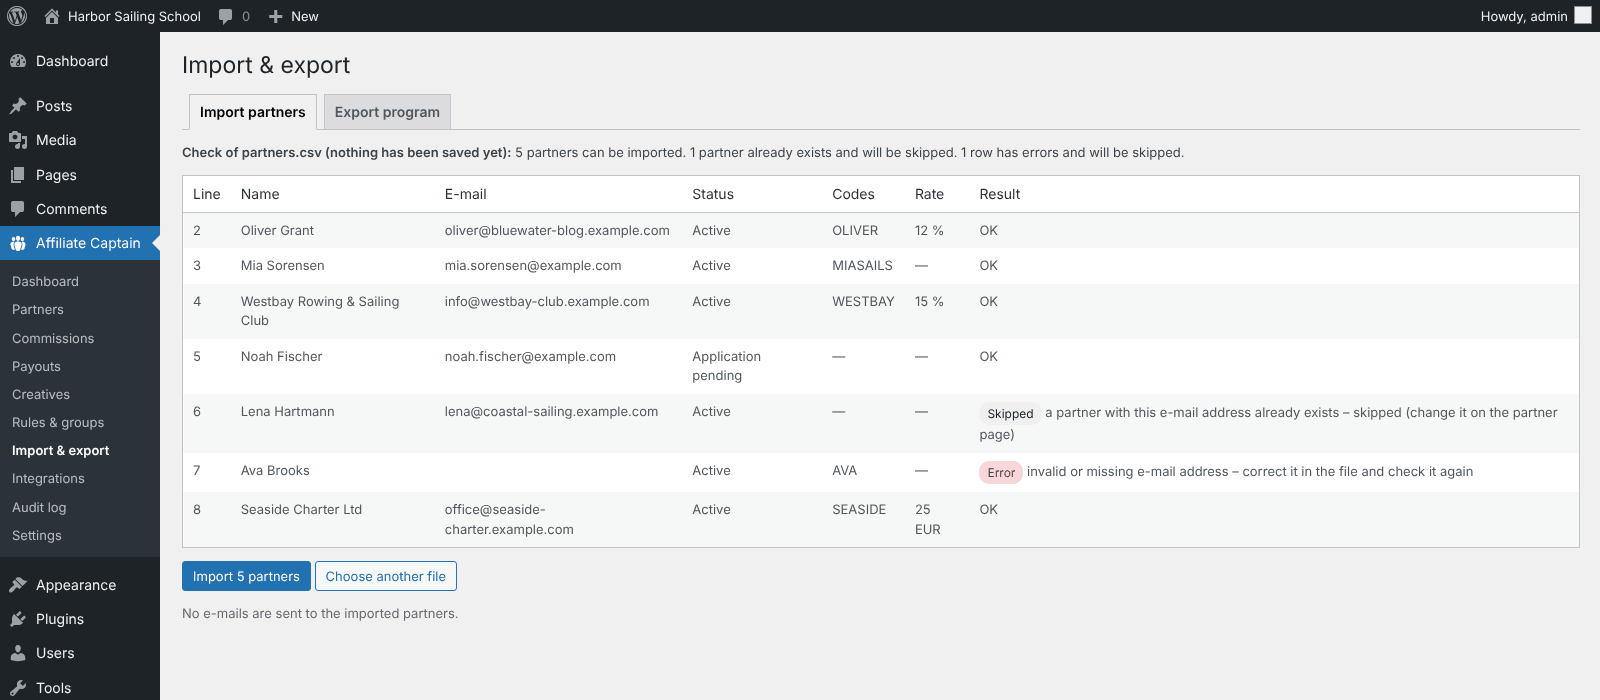 Harbor Sailing School 0 New Howdy, admin
Dashboard
Posts
Media
Pages
Comments
Affiliate Captain
Dashboard
Partners
Commissions
Payouts
Creatives
Rules & groups
Import & export
Integrations
Audit log
Settings
Appearance
Plugins
Users
Tools
Import & export
Import partners Export program
Check of partners.csv (nothing has been saved yet): 5 partners can be imported. 1 partner already exists and will be skipped. 1 row has errors and will be skipped.
Line Name E-mail Status Codes Rate Result
2 Oliver Grant oliver@bluewater-blog.example.com Active OLIVER 12 % OK
3 Mia Sorensen mia.sorensen@example.com Active MIASAILS — OK
4 Westbay Rowing & Sailing info@westbay-club.example.com Active WESTBAY 15 % OK
Club
5 Noah Fischer noah.fischer@example.com Application — — OK
pending
6 Lena Hartmann lena@coastal-sailing.example.com Active — — Skipped a partner with this e-mail address already exists – skipped (change it on the partner
page)
7 Ava Brooks Active AVA — Error invalid or missing e-mail address – correct it in the file and check it again
8 Seaside Charter Ltd office@seaside- Active SEASIDE 25 OK
charter.example.com EUR
Import 5 partners Choose another file
No e-mails are sent to the imported partners.